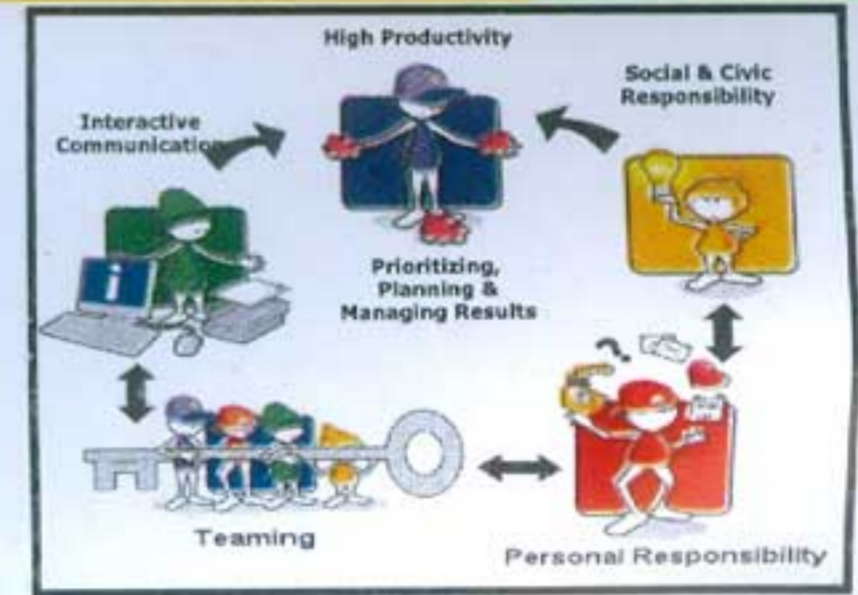 High Productivity
Social & Civic
Responsibility
Interactive
Communication
i
Prioritizing,
Planning &
Managing Results
Teaming
Personal Responsibility